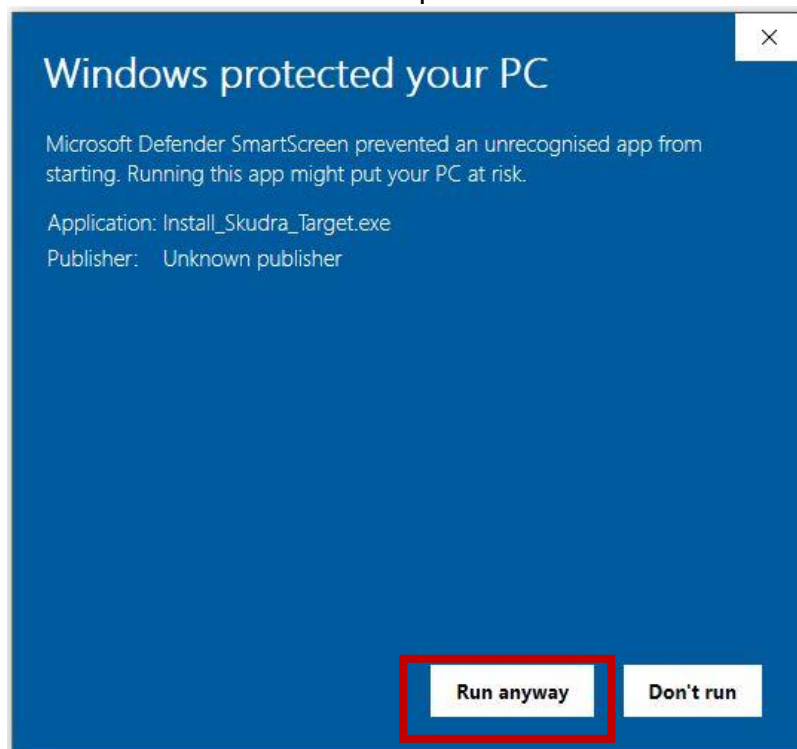 Windows protected your PC
Microsoft Defender SmartScreen prevented an unrecognised app from
starting. Running this app might put your PC at risk.
Application: Install_Skudra_Target.exe
Publisher: Unknown publisher
Run anyway Don't run